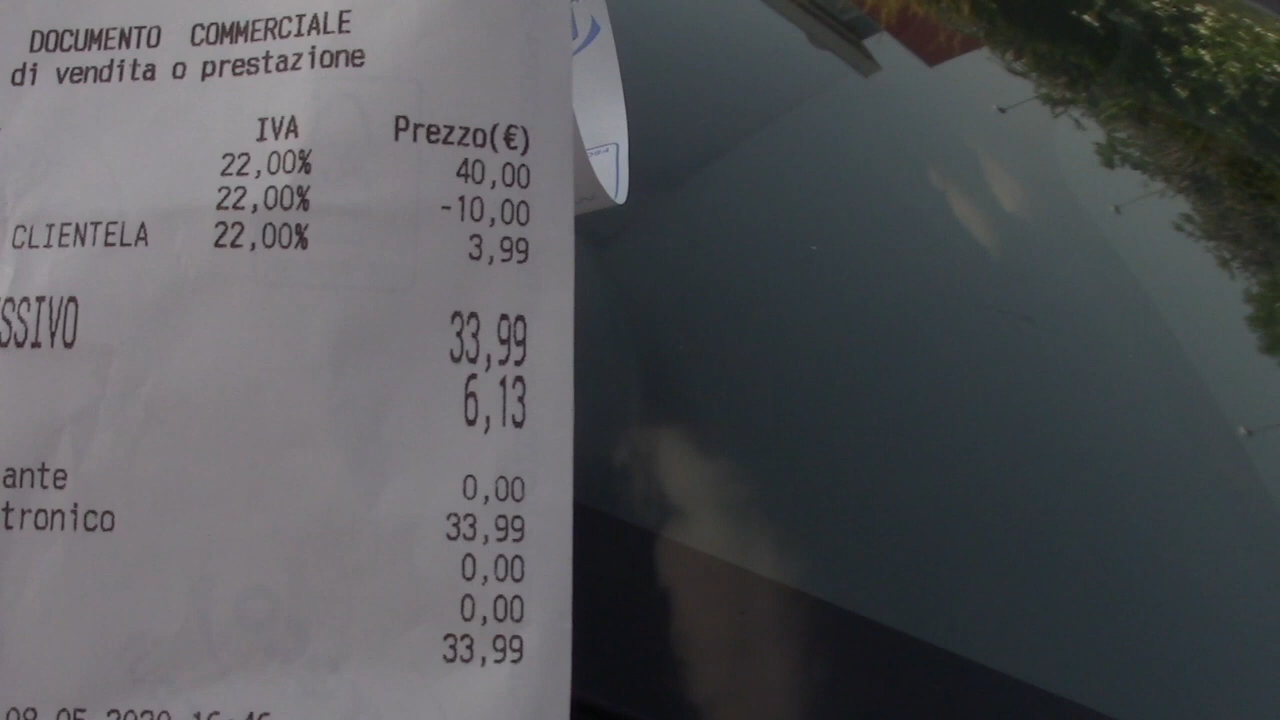 DOCUMENTO COMMERCIALE
di vendita o prestazione
IVA Prezzo(€)
22,00% 40,00
22,00% -10,00
CLIENTELA 22,00% 3,99
SSIVO 33,99
6,13
ante 0,00
tronico 33,99
0,00
0,00
33,99